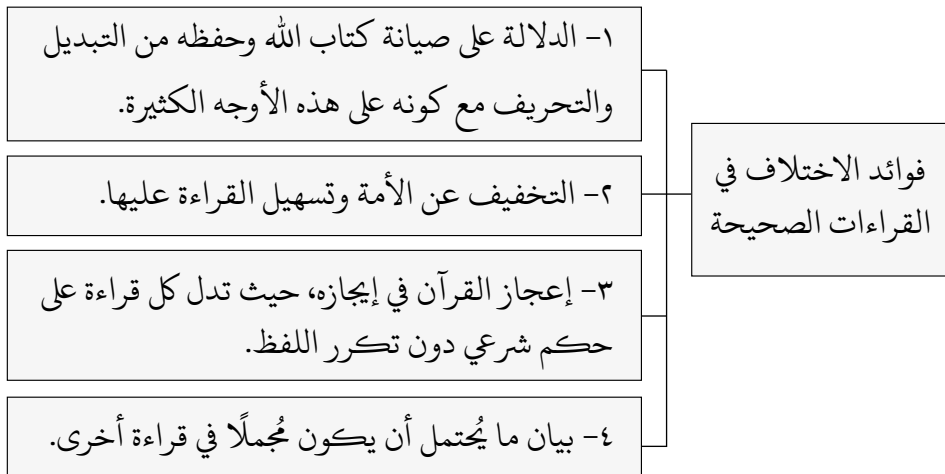 فوائد الاختلاف في
القراءات الصحيحة
١- الدلالة على صيانة كتاب الله وحفظه من التبديل
والتحريف مع كونه على هذه الأوجه الكثيرة.
٢- التخفيف عن الأمة وتسهيل القراءة عليها.
٣- إعجاز القرآن في إيجازه، حيث تدل كل قراءة على
حكم شرعي دون تكرر اللفظ.
٤- بيان ما يُحتمل أن يكون مُجملًا في قراءة أخرى.